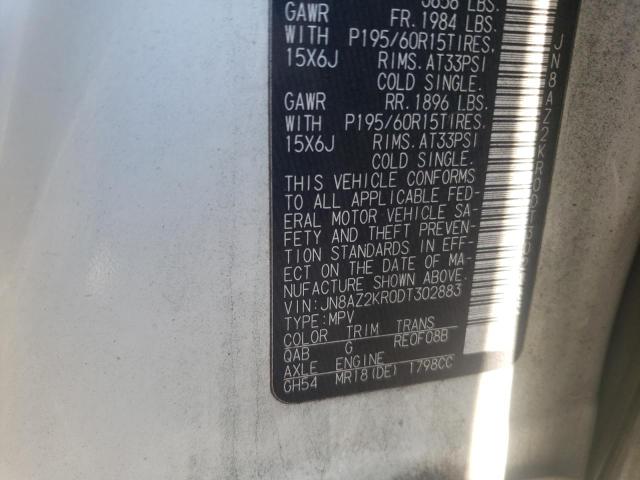 3638 LBS.
GAWR FR. 1984 LBS.
WITH P195/60R15TIRES,
15X6J RIMS. AT33PSI
COLD SINGLE.
GAWR RR. 1896 LBS.
WITH P195/60R15TIRES.
15X6J RIMS. AT33PSI
COLD SINGLE.
THIS VEHICLE CONFORMS
TO ALL APPLICABLE FED-
ERAL MOTOR VEHICLE SA-
FETY AND THEFT PREVEN-
TION STANDARDS IN EFF-
ECT ON THE DATE OF MA-
NUFACTURE SHOWN ABOVE.
VIN:JN8AZ2KR0DT302883
TYPE:MPV
COLOR TRIM TRANS
QAB G RE0F08B
AXLE ENGINE
GH54 MR18(DE) 1798CC